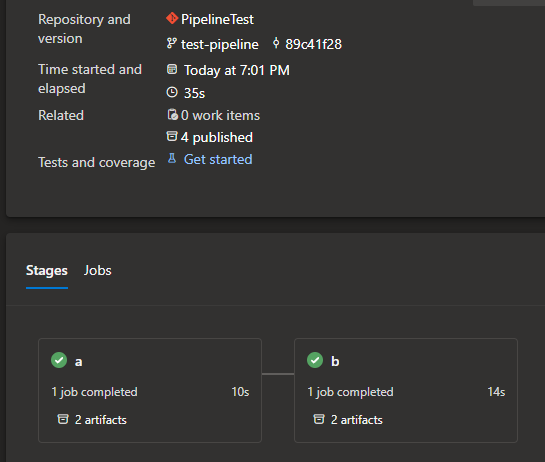 Repository and version
PipelineTest
test-pipeline 89c41f28
Time started and elapsed
Today at 7:01 PM
35s
Related
0 work items
4 published
Tests and coverage
Get started
Stages Jobs
a
1 job completed 10s
2 artifacts
b
1 job completed 14s
2 artifacts